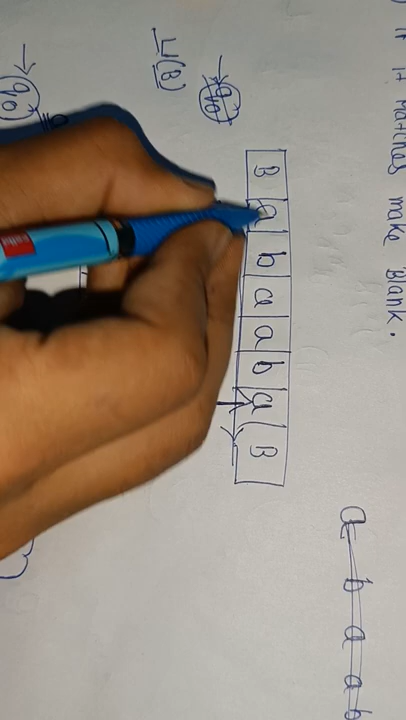 If it matches make Blank.
a b a a b
B a b a a b a B
⊔(B)
→ q0
→ q0